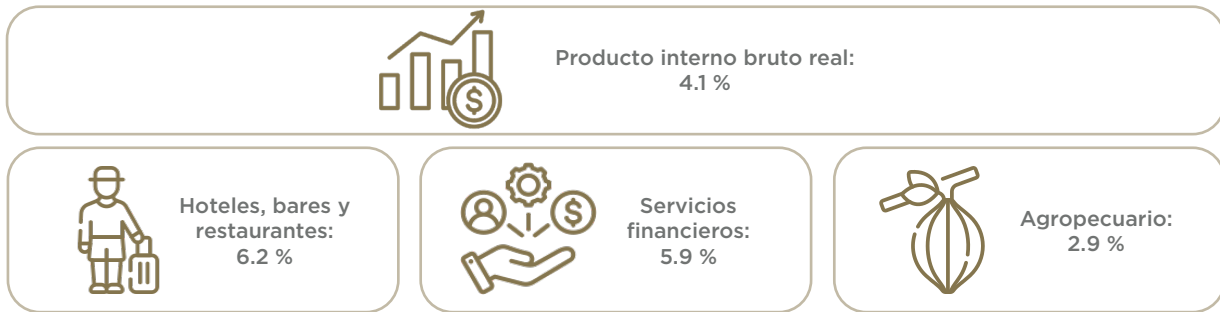 Producto interno bruto real:
4.1 %
Hoteles, bares y
restaurantes:
6.2 %
Servicios
financieros:
5.9 %
Agropecuario:
2.9 %